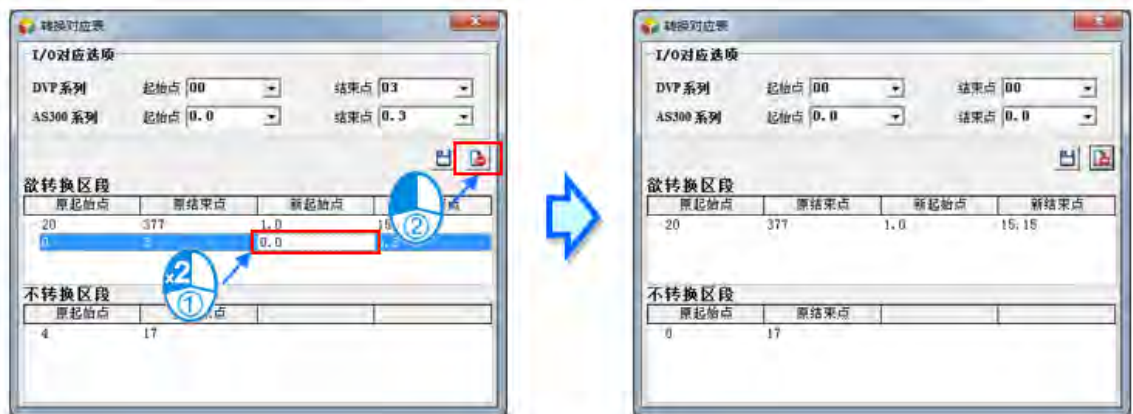 转换对应表
I/O对应选项
DVP系列 起始点 00 结束点 03
AS300系列 起始点 0.0 结束点 0.3
欲转换区段
原起始点 原结束点 新起始点 点
20 377 1.0 15
0 3 0.0
x2
①
②
不转换区段
原起始点 点
4 17
转换对应表
I/O对应选项
DVP系列 起始点 00 结束点 00
AS300系列 起始点 0.0 结束点 0.0
欲转换区段
原起始点 原结束点 新起始点 新结束点
20 377 1.0 15.15
不转换区段
原起始点 原结束点
0 17